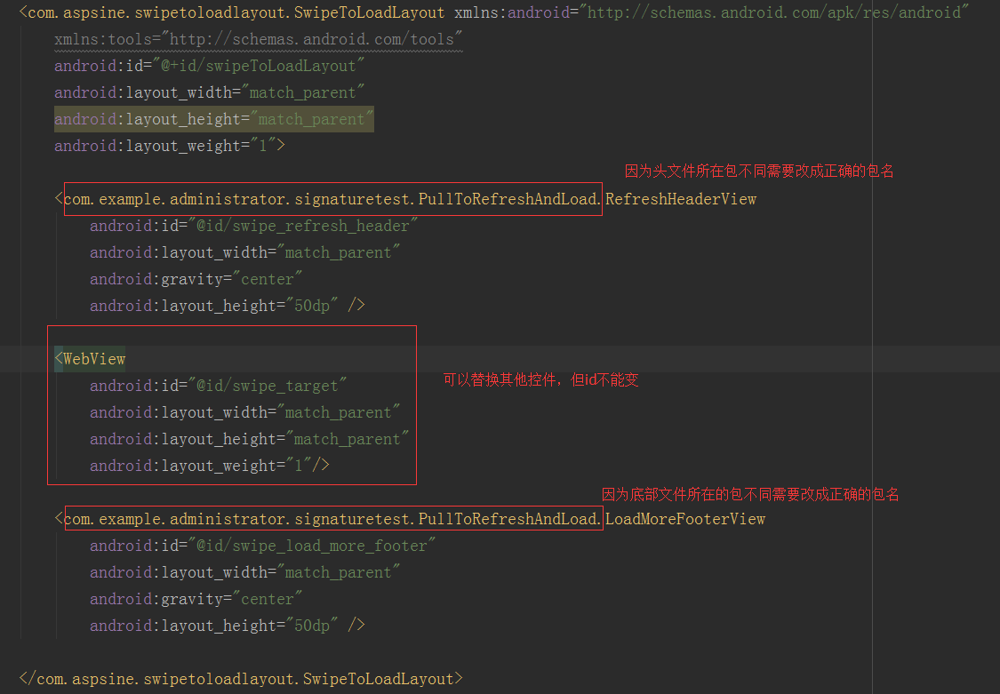 <com.aspsine.swipetoloadlayout.SwipeToLoadLayout xmlns:android="http://schemas.android.com/apk/res/android"
xmlns:tools="http://schemas.android.com/tools"
android:id="@+id/swipeToLoadLayout"
android:layout_width="match_parent"
android:layout_height="match_parent"
android:layout_weight="1">
因为头文件所在包不同需要改成正确的包名
<com.example.administrator.signaturetest.PullToRefreshAndLoad.RefreshHeaderView
android:id="@id/swipe_refresh_header"
android:layout_width="match_parent"
android:gravity="center"
android:layout_height="50dp" />
<WebView
可以替换其他控件，但id不能变
android:id="@id/swipe_target"
android:layout_width="match_parent"
android:layout_height="match_parent"
android:layout_weight="1"/>
因为底部文件所在的包不同需要改成正确的包名
<com.example.administrator.signaturetest.PullToRefreshAndLoad.LoadMoreFooterView
android:id="@id/swipe_load_more_footer"
android:layout_width="match_parent"
android:gravity="center"
android:layout_height="50dp" />
</com.aspsine.swipetoloadlayout.SwipeToLoadLayout>